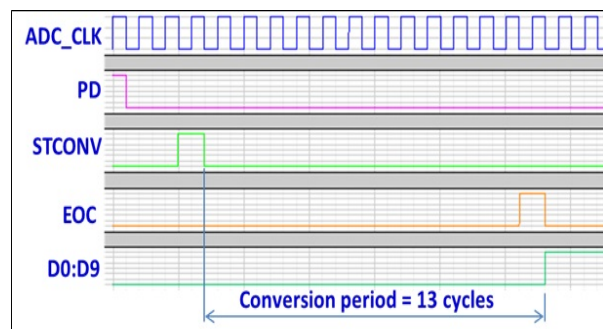 ADC_CLK
PD
STCONV
EOC
D0:D9
Conversion period = 13 cycles